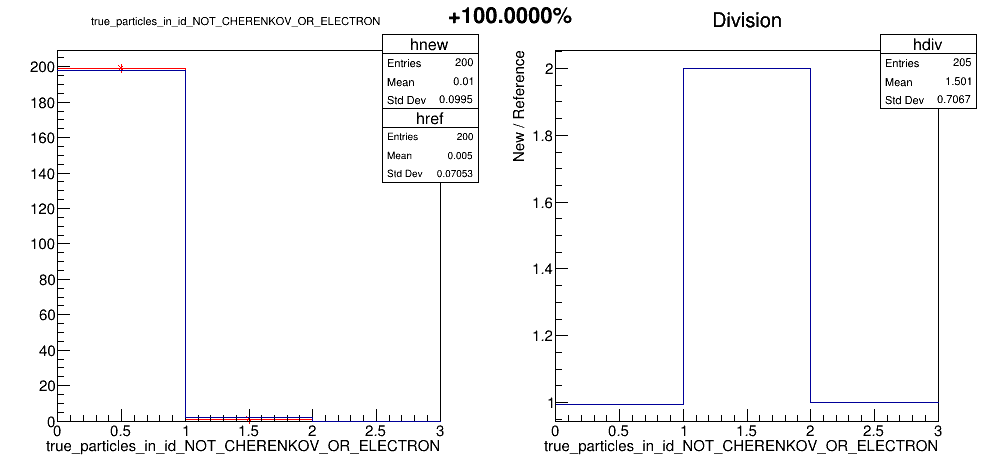 true_particles_in_id_NOT_CHERENKOV_OR_ELECTRON
+100.0000%
Division
hnew
Entries 200
Mean 0.01
Std Dev 0.0995
href
Entries 200
Mean 0.005
Std Dev 0.07053
200
180
160
140
120
100
80
60
40
20
0
0 0.5 1 1.5 2 2.5 3
true_particles_in_id_NOT_CHERENKOV_OR_ELECTRON
hdiv
Entries 205
Mean 1.501
Std Dev 0.7067
New / Reference
2
1.8
1.6
1.4
1.2
1
0 0.5 1 1.5 2 2.5 3
true_particles_in_id_NOT_CHERENKOV_OR_ELECTRON